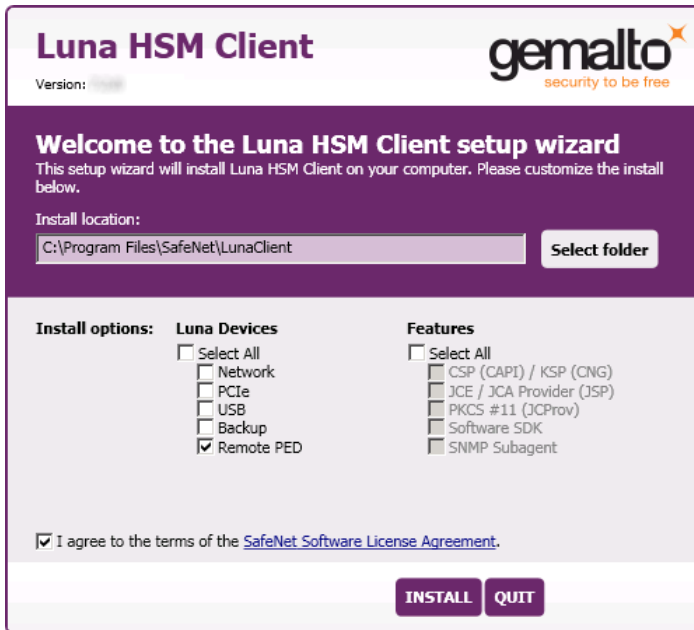 Luna HSM Client
Version:
gemalto
security to be free
Welcome to the Luna HSM Client setup wizard
This setup wizard will install Luna HSM Client on your computer. Please customize the install
below.
Install location:
C:\Program Files\SafeNet\LunaClient
Select folder
Install options:
Luna Devices
Select All
Network
PCIe
USB
Backup
Remote PED
Features
Select All
CSP (CAPI) / KSP (CNG)
JCE / JCA Provider (JSP)
PKCS #11 (JCProv)
Software SDK
SNMP Subagent
I agree to the terms of the SafeNet Software License Agreement.
INSTALL
QUIT